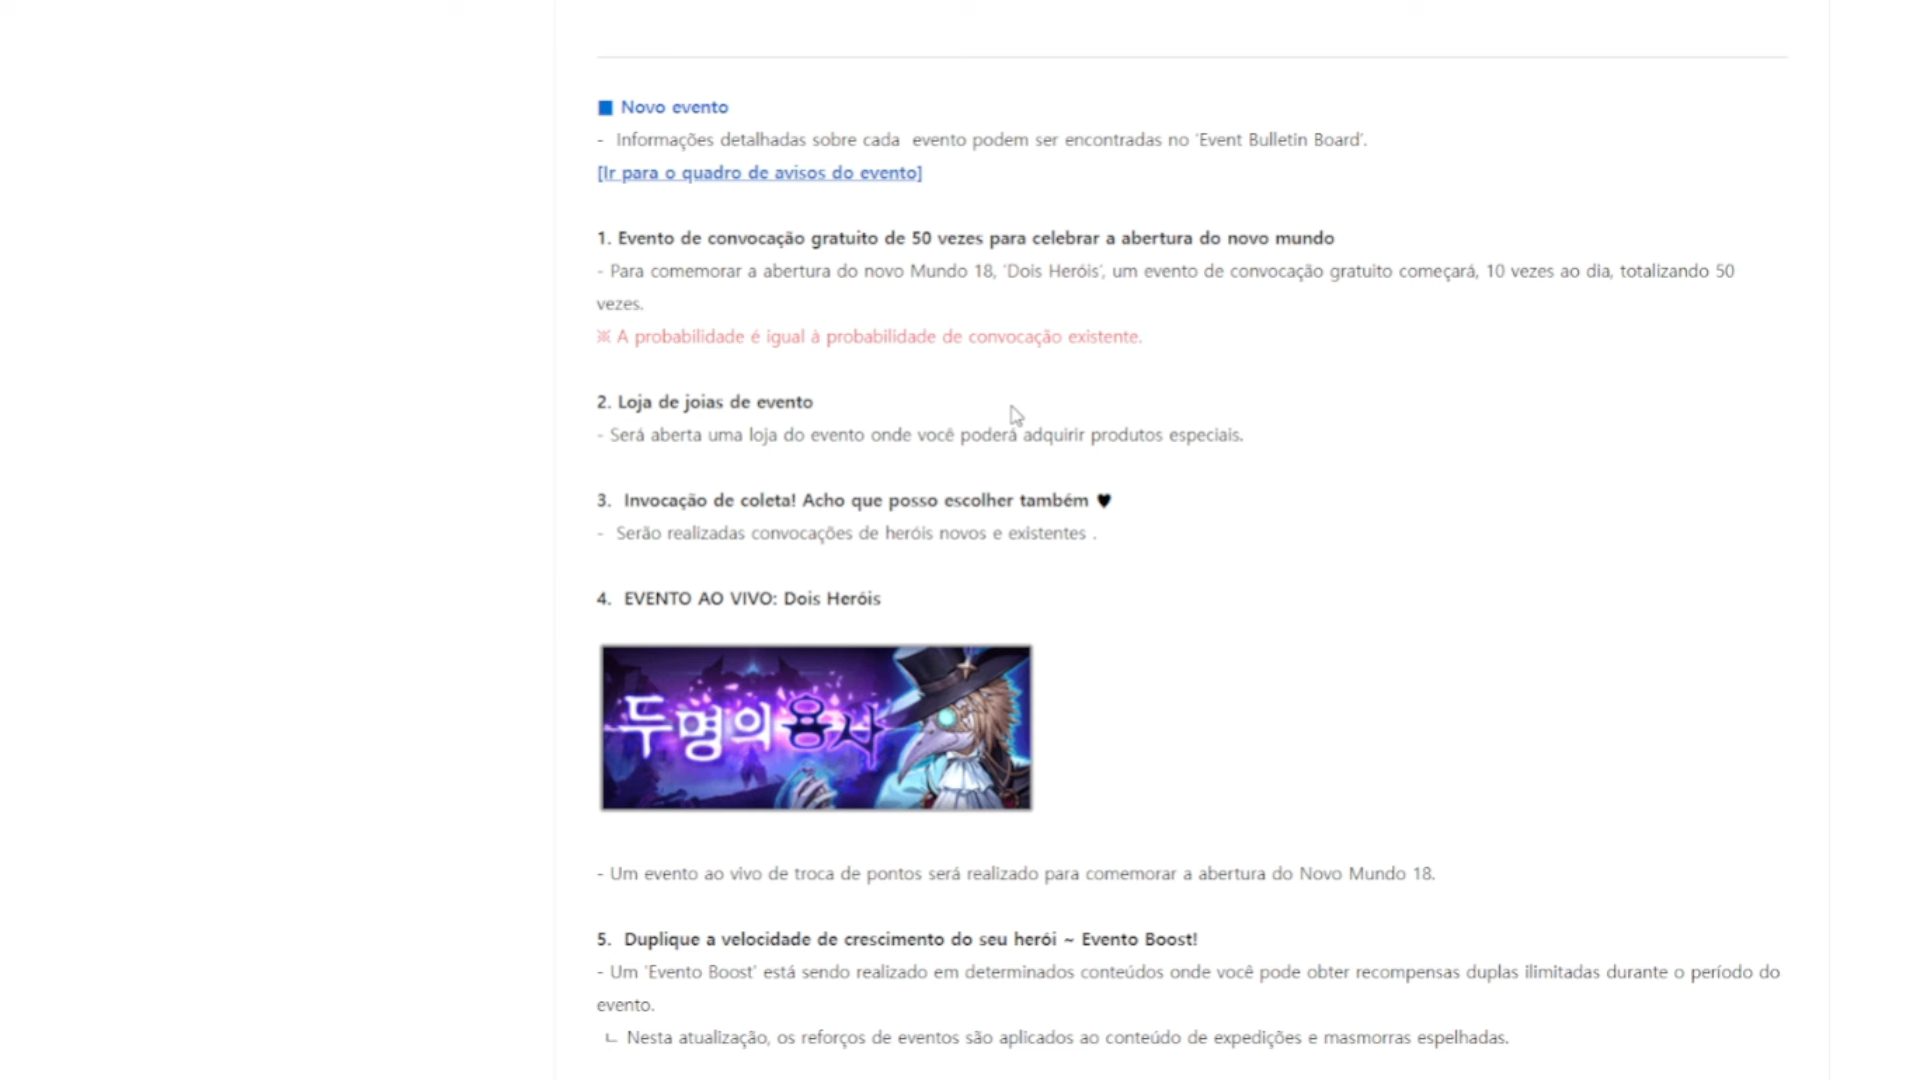 ■ Novo evento
- Informações detalhadas sobre cada evento podem ser encontradas no 'Event Bulletin Board'.
[Ir para o quadro de avisos do evento]
1. Evento de convocação gratuito de 50 vezes para celebrar a abertura do novo mundo
- Para comemorar a abertura do novo Mundo 18, 'Dois Heróis', um evento de convocação gratuito começará, 10 vezes ao dia, totalizando 50
vezes.
※ A probabilidade é igual à probabilidade de convocação existente.
2. Loja de joias de evento
- Será aberta uma loja do evento onde você poderá adquirir produtos especiais.
3. Invocação de coleta! Acho que posso escolher também ♥
- Serão realizadas convocações de heróis novos e existentes .
4. EVENTO AO VIVO: Dois Heróis
두명의용사
- Um evento ao vivo de troca de pontos será realizado para comemorar a abertura do Novo Mundo 18.
5. Duplique a velocidade de crescimento do seu herói ~ Evento Boost!
- Um 'Evento Boost' está sendo realizado em determinados conteúdos onde você pode obter recompensas duplas ilimitadas durante o período do
evento.
ㄴ Nesta atualização, os reforços de eventos são aplicados ao conteúdo de expedições e masmorras espelhadas.